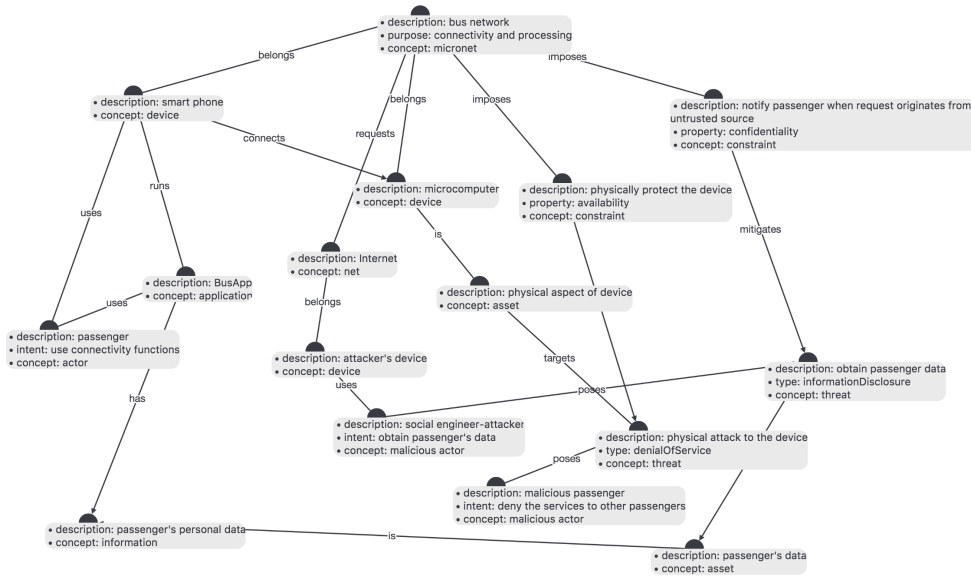 • description: bus network
• purpose: connectivity and processing
• concept: micronet
belongs
imposes
• description: smart phone
• concept: device
belongs
imposes
• description: notify passenger when request originates from
untrusted source
• property: confidentiality
• concept: constraint
requests
connects
• description: microcomputer
• concept: device
• description: physically protect the device
• property: availability
• concept: constraint
runs
uses
is
mitigates
• description: Internet
• concept: net
• description: BusApp
• concept: application
• description: physical aspect of device
• concept: asset
uses
belongs
• description: passenger
• intent: use connectivity functions
• concept: actor
• description: attacker's device
• concept: device
targets
• description: obtain passenger data
• type: informationDisclosure
• concept: threat
uses
poses
has
• description: social engineer-attacker
• intent: obtain passenger's data
• concept: malicious actor
• description: physical attack to the device
• type: denialOfService
• concept: threat
poses
• description: malicious passenger
• intent: deny the services to other passengers
• concept: malicious actor
• description: passenger's personal data
• concept: information
is
• description: passenger's data
• concept: asset